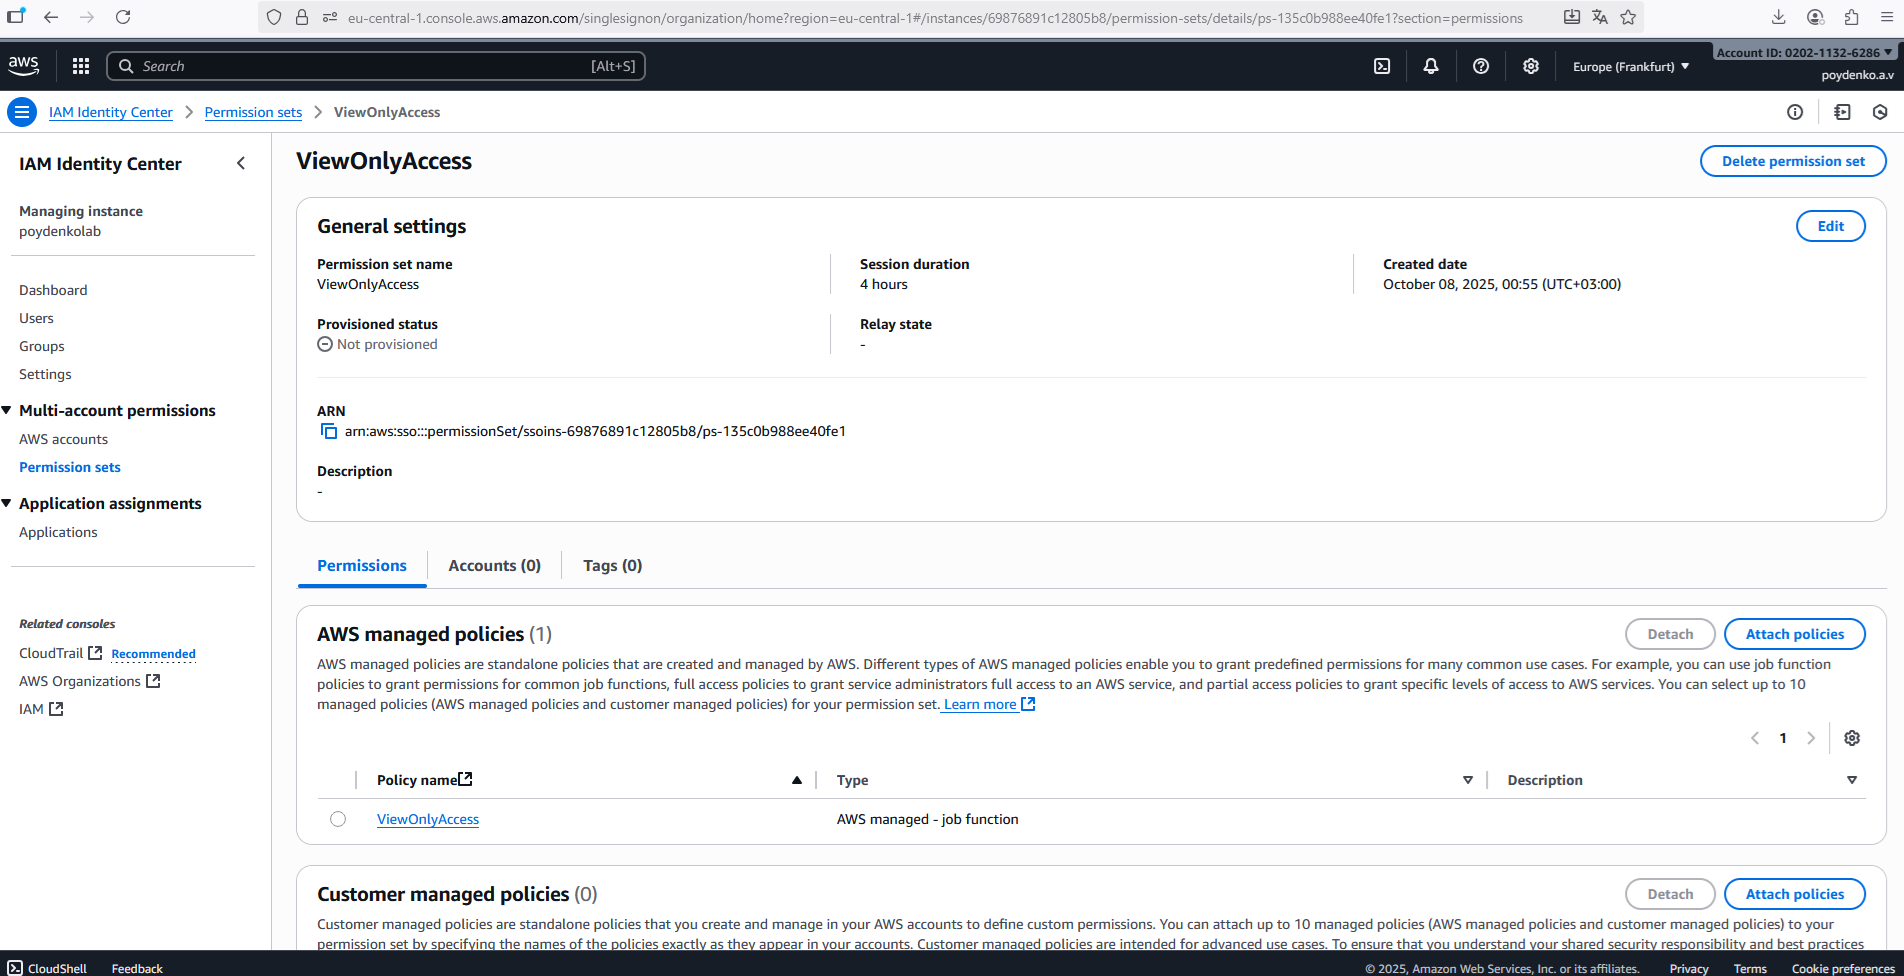 eu-central-1.console.aws.amazon.com/singlesignon/organization/home?region=eu-central-1#/instances/69876891c12805b8/permission-sets/details/ps-135c0b988ee40fe1?section=permissions
aws
Search
[Alt+S]
Europe (Frankfurt)
Account ID: 0202-1132-6286
poydenko.a.v
IAM Identity Center
Permission sets
ViewOnlyAccess
IAM Identity Center
Managing instance
poydenkolab
Dashboard
Users
Groups
Settings
Multi-account permissions
AWS accounts
Permission sets
Application assignments
Applications
Related consoles
CloudTrail Recommended
AWS Organizations
IAM
ViewOnlyAccess
Delete permission set
General settings
Edit
Permission set name
ViewOnlyAccess
Session duration
4 hours
Created date
October 08, 2025, 00:55 (UTC+03:00)
Provisioned status
Not provisioned
Relay state
-
ARN
arn:aws:sso:::permissionSet/ssoins-69876891c12805b8/ps-135c0b988ee40fe1
Description
-
Permissions
Accounts (0)
Tags (0)
AWS managed policies (1)
Detach
Attach policies
AWS managed policies are standalone policies that are created and managed by AWS. Different types of AWS managed policies enable you to grant predefined permissions for many common use cases. For example, you can use job function
policies to grant permissions for common job functions, full access policies to grant service administrators full access to an AWS service, and partial access policies to grant specific levels of access to AWS services. You can select up to 10
managed policies (AWS managed policies and customer managed policies) for your permission set. Learn more
1
Policy name
Type
Description
ViewOnlyAccess
AWS managed - job function
Customer managed policies (0)
Detach
Attach policies
Customer managed policies are standalone policies that you create and manage in your AWS accounts to define custom permissions. You can attach up to 10 managed policies (AWS managed policies and customer managed policies) to your
permission set by specifying the names of the policies exactly as they appear in your accounts. Customer managed policies are intended for advanced use cases. To ensure that you understand your shared security responsibility and best practices
CloudShell
Feedback
© 2025, Amazon Web Services, Inc. or its affiliates.
Privacy
Terms
Cookie preferences